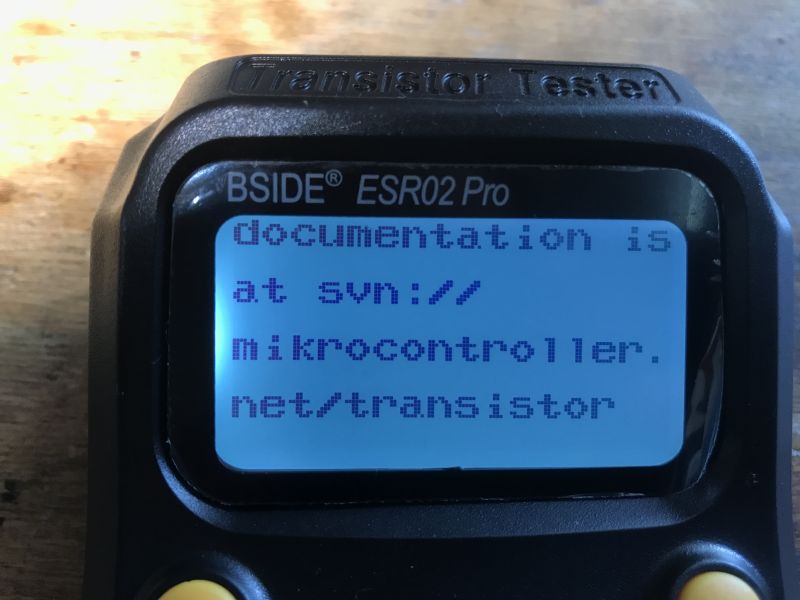 Transistor Tester
BSIDE® ESR02 Pro
documentation is
at svn://
mikrocontroller.
net/transistor